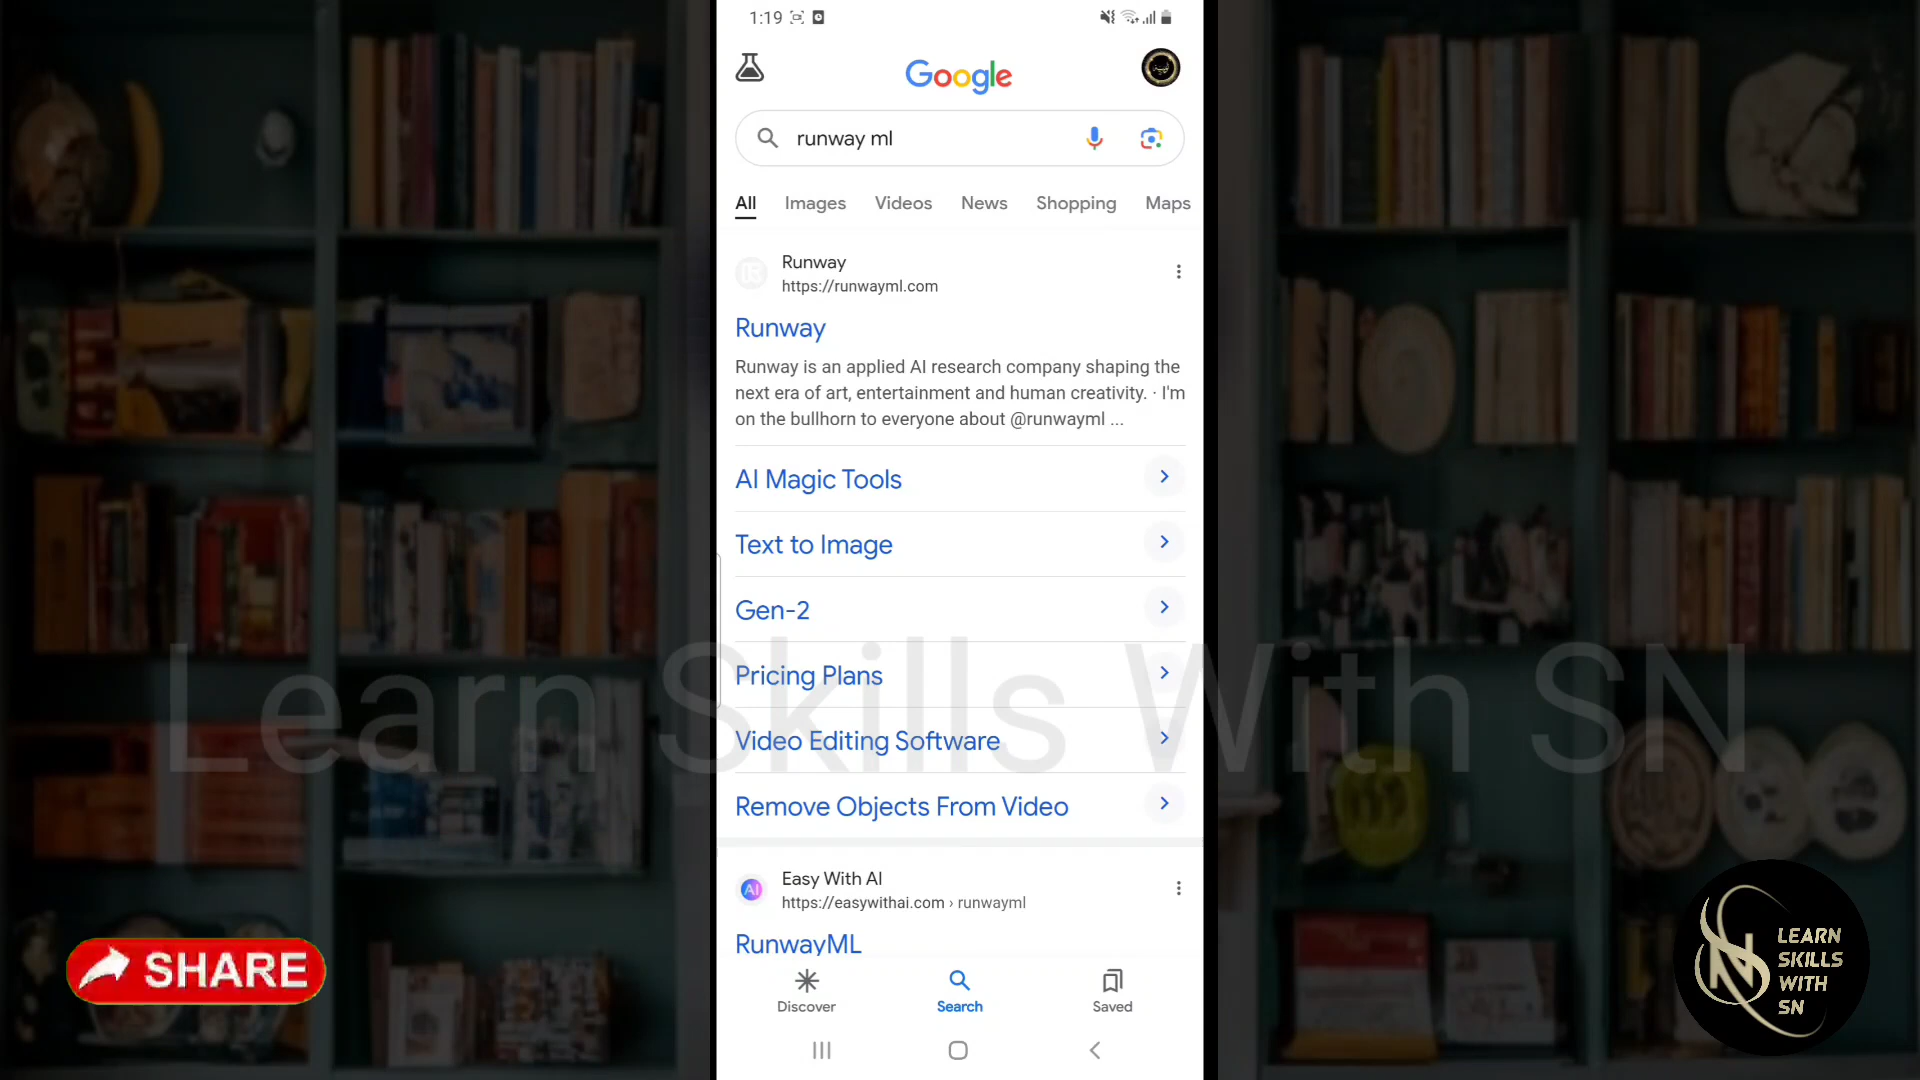 1:19
Google
runway ml
All Images Videos News Shopping Maps
Runway
https://runwayml.com
Runway
Runway is an applied AI research company shaping the
next era of art, entertainment and human creativity. · I'm
on the bullhorn to everyone about @runwayml ...
AI Magic Tools
Text to Image
Gen-2
Pricing Plans
Learn Skills With SN
Video Editing Software
Remove Objects From Video
Easy With AI
AI
https://easywithai.com › runwayml
RunwayML
SHARE
LEARN
SKILLS
WITH
SN
Discover Search Saved